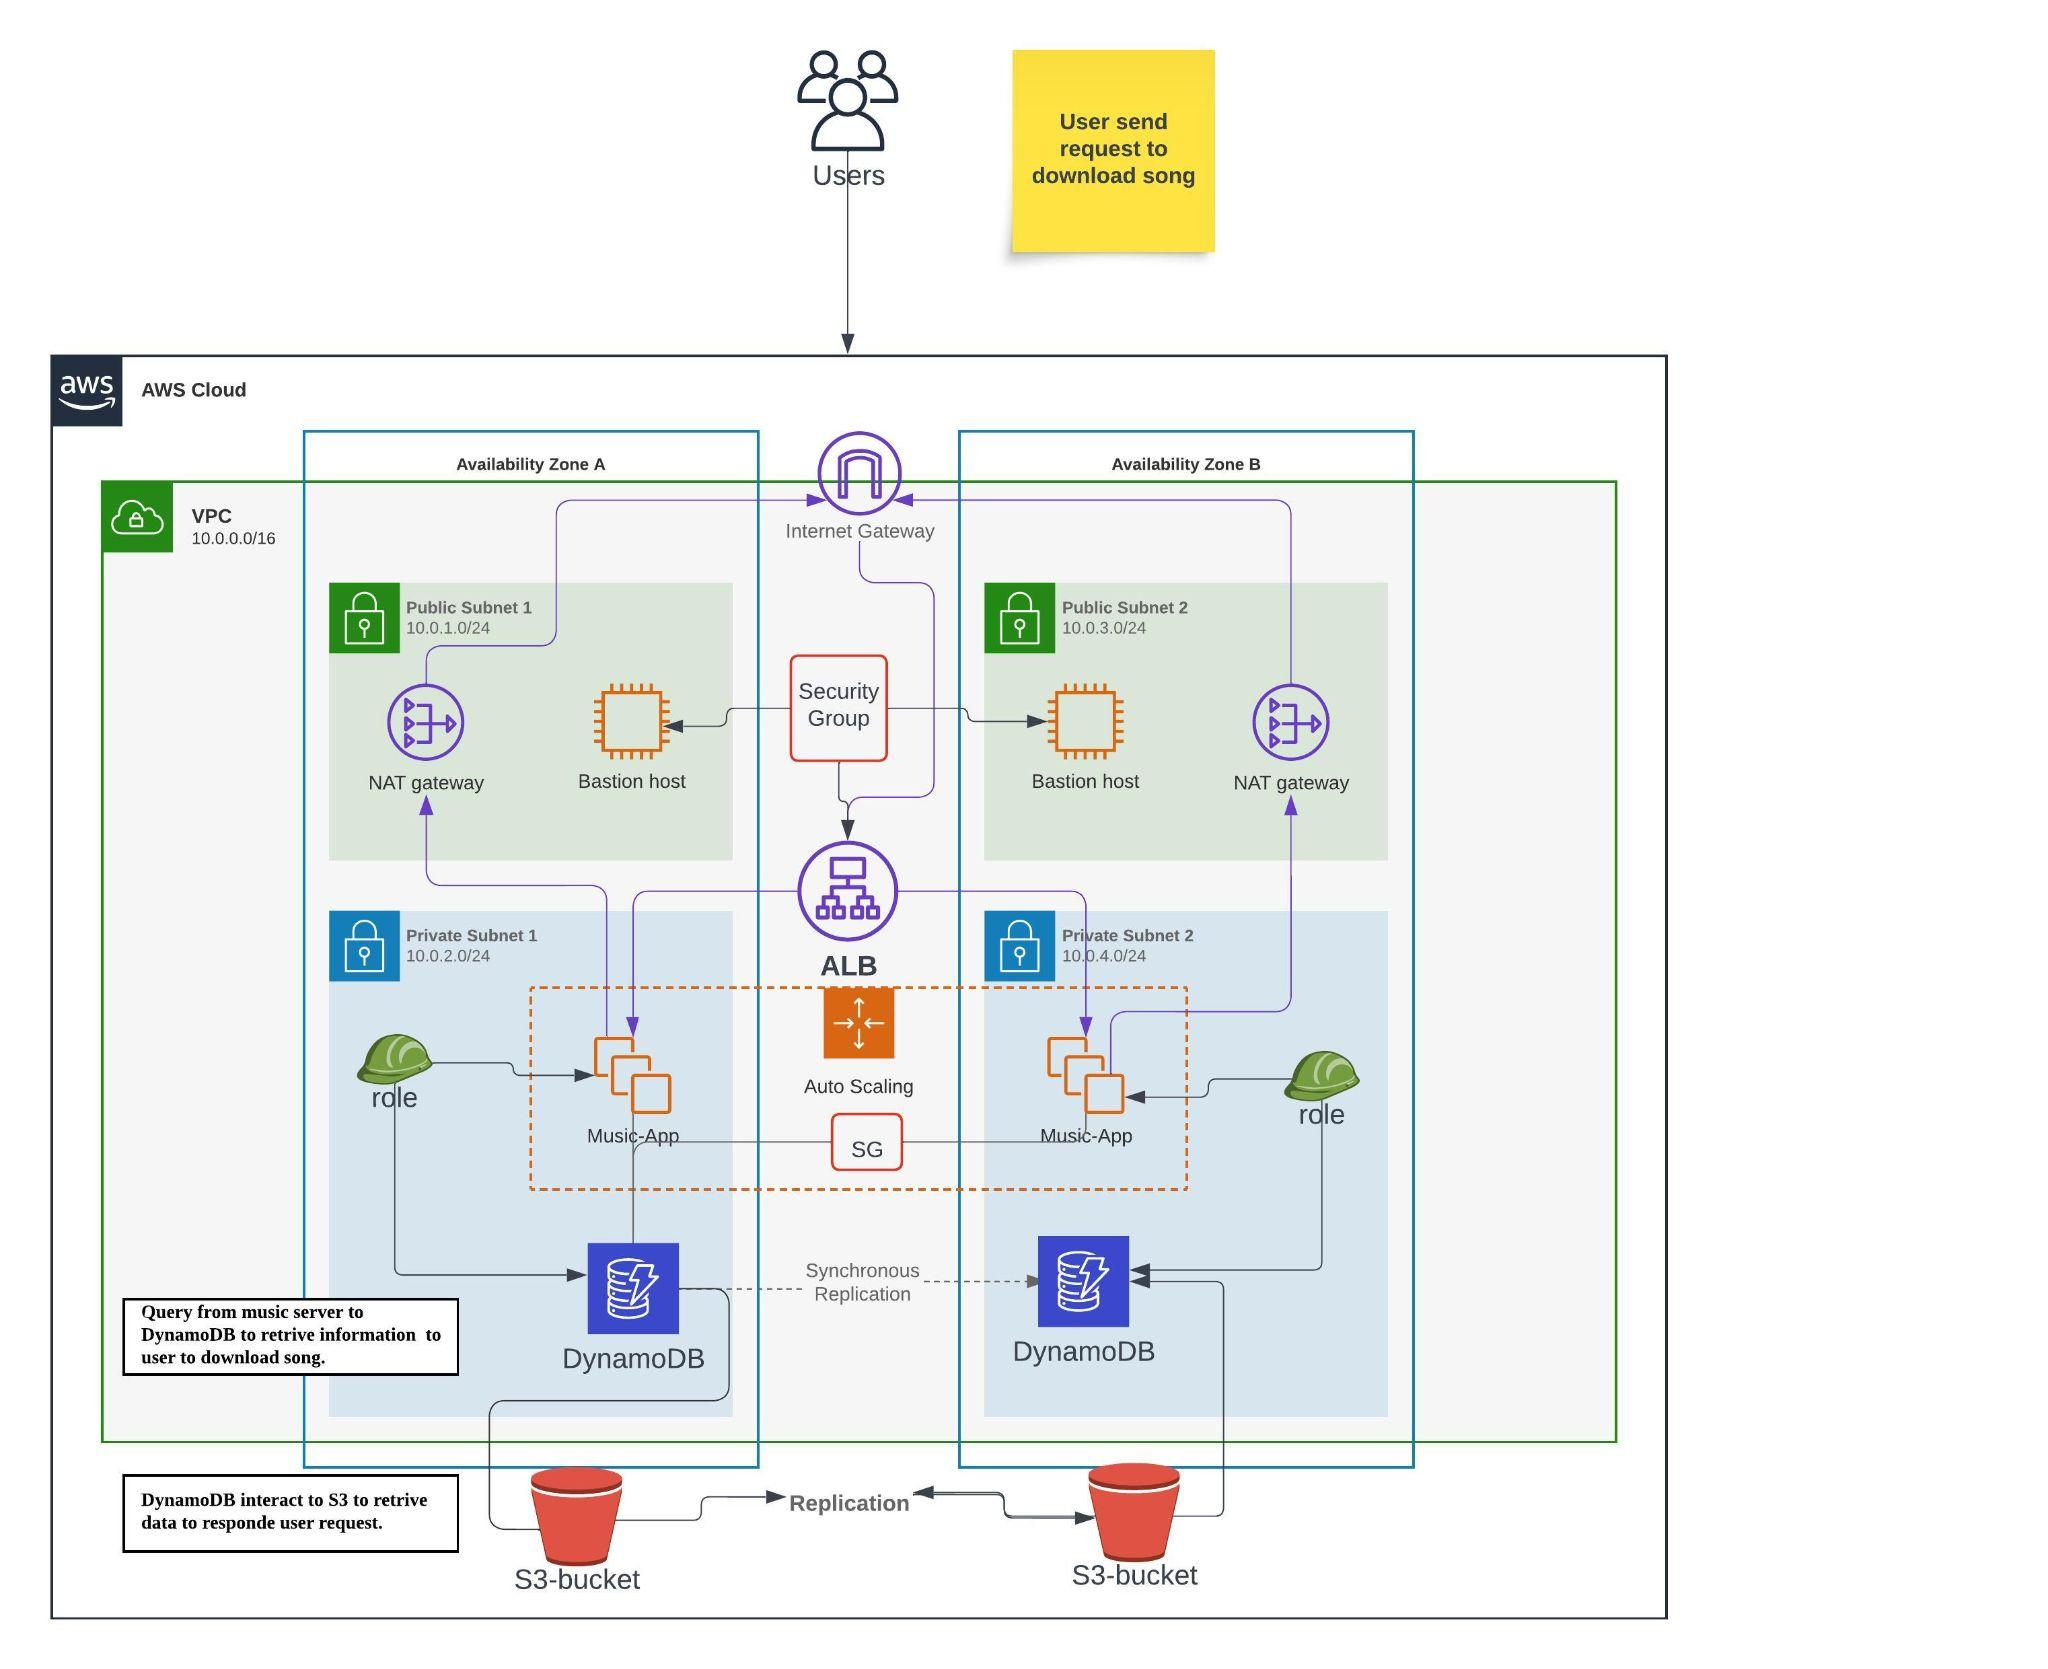 Users
User send
request to
download song
aws
AWS Cloud
Availability Zone A
Availability Zone B
VPC
10.0.0.0/16
Internet Gateway
Public Subnet 1
10.0.1.0/24
Public Subnet 2
10.0.3.0/24
Security
Group
NAT gateway
Bastion host
Bastion host
NAT gateway
ALB
Private Subnet 1
10.0.2.0/24
Private Subnet 2
10.0.4.0/24
Auto Scaling
role
role
Music-App
SG
Music-App
Synchronous
Replication
DynamoDB
DynamoDB
Query from music server to
DynamoDB to retrive information to
user to download song.
DynamoDB interact to S3 to retrive
data to responde user request.
Replication
S3-bucket
S3-bucket